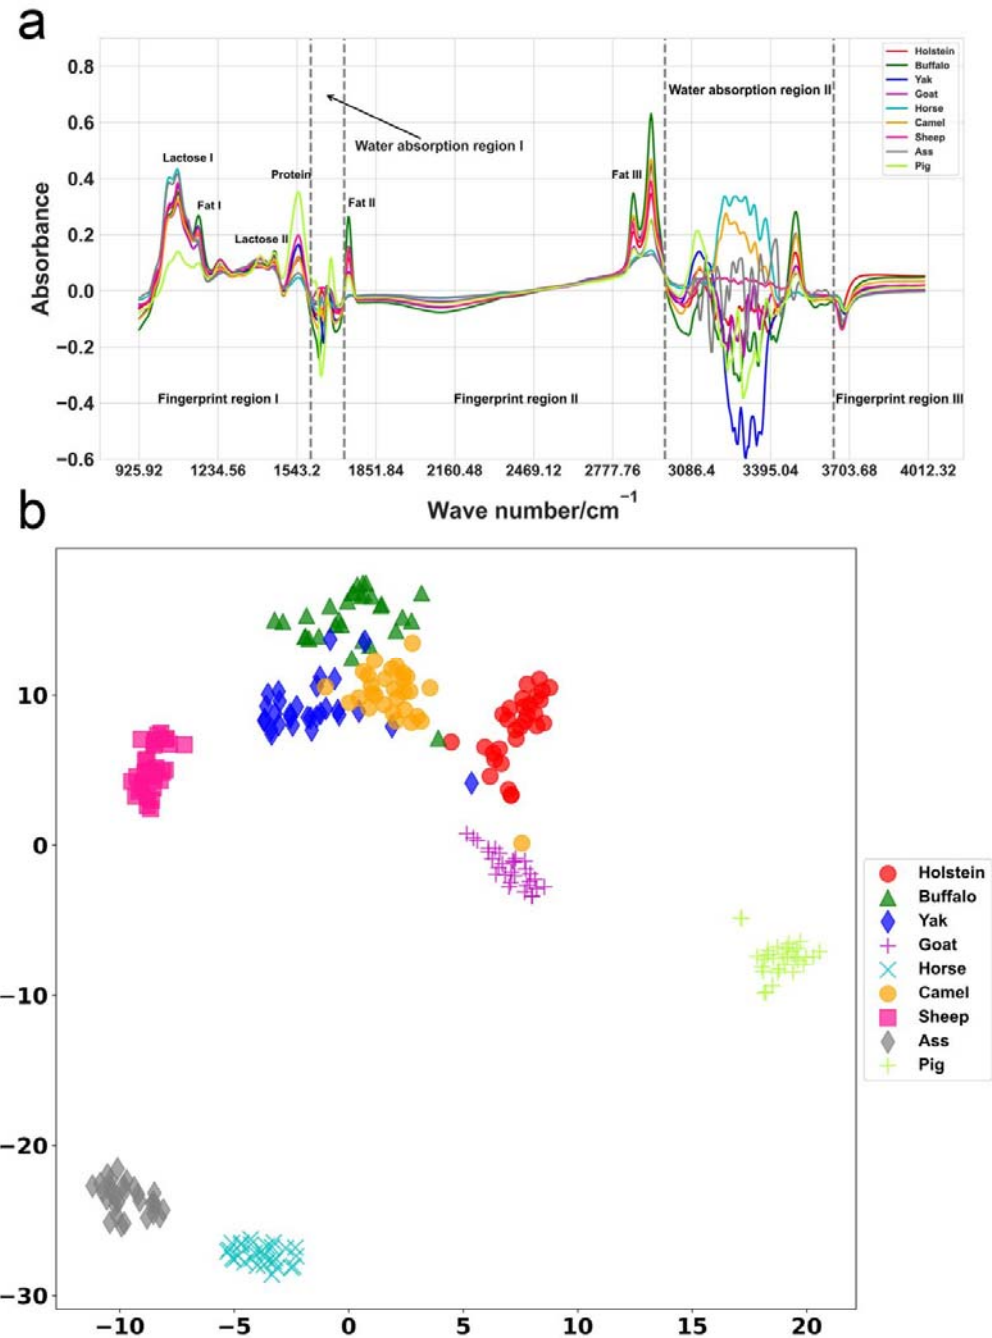 a
Absorbance
0.8
0.6
0.4
0.2
0.0
−0.2
−0.4
−0.6
Lactose I
Fat I
Lactose II
Protein
Water absorption region I
Fat II
Fat III
Water absorption region II
Holstein
Buffalo
Yak
Goat
Horse
Camel
Sheep
Ass
Pig
Fingerprint region I
Fingerprint region II
Fingerprint region III
925.92 1234.56 1543.2 1851.84 2160.48 2469.12 2777.76 3086.4 3395.04 3703.68 4012.32
Wave number/cm−1
b
10
0
−10
−20
−30
−10 −5 0 5 10 15 20
Holstein
Buffalo
Yak
Goat
Horse
Camel
Sheep
Ass
Pig